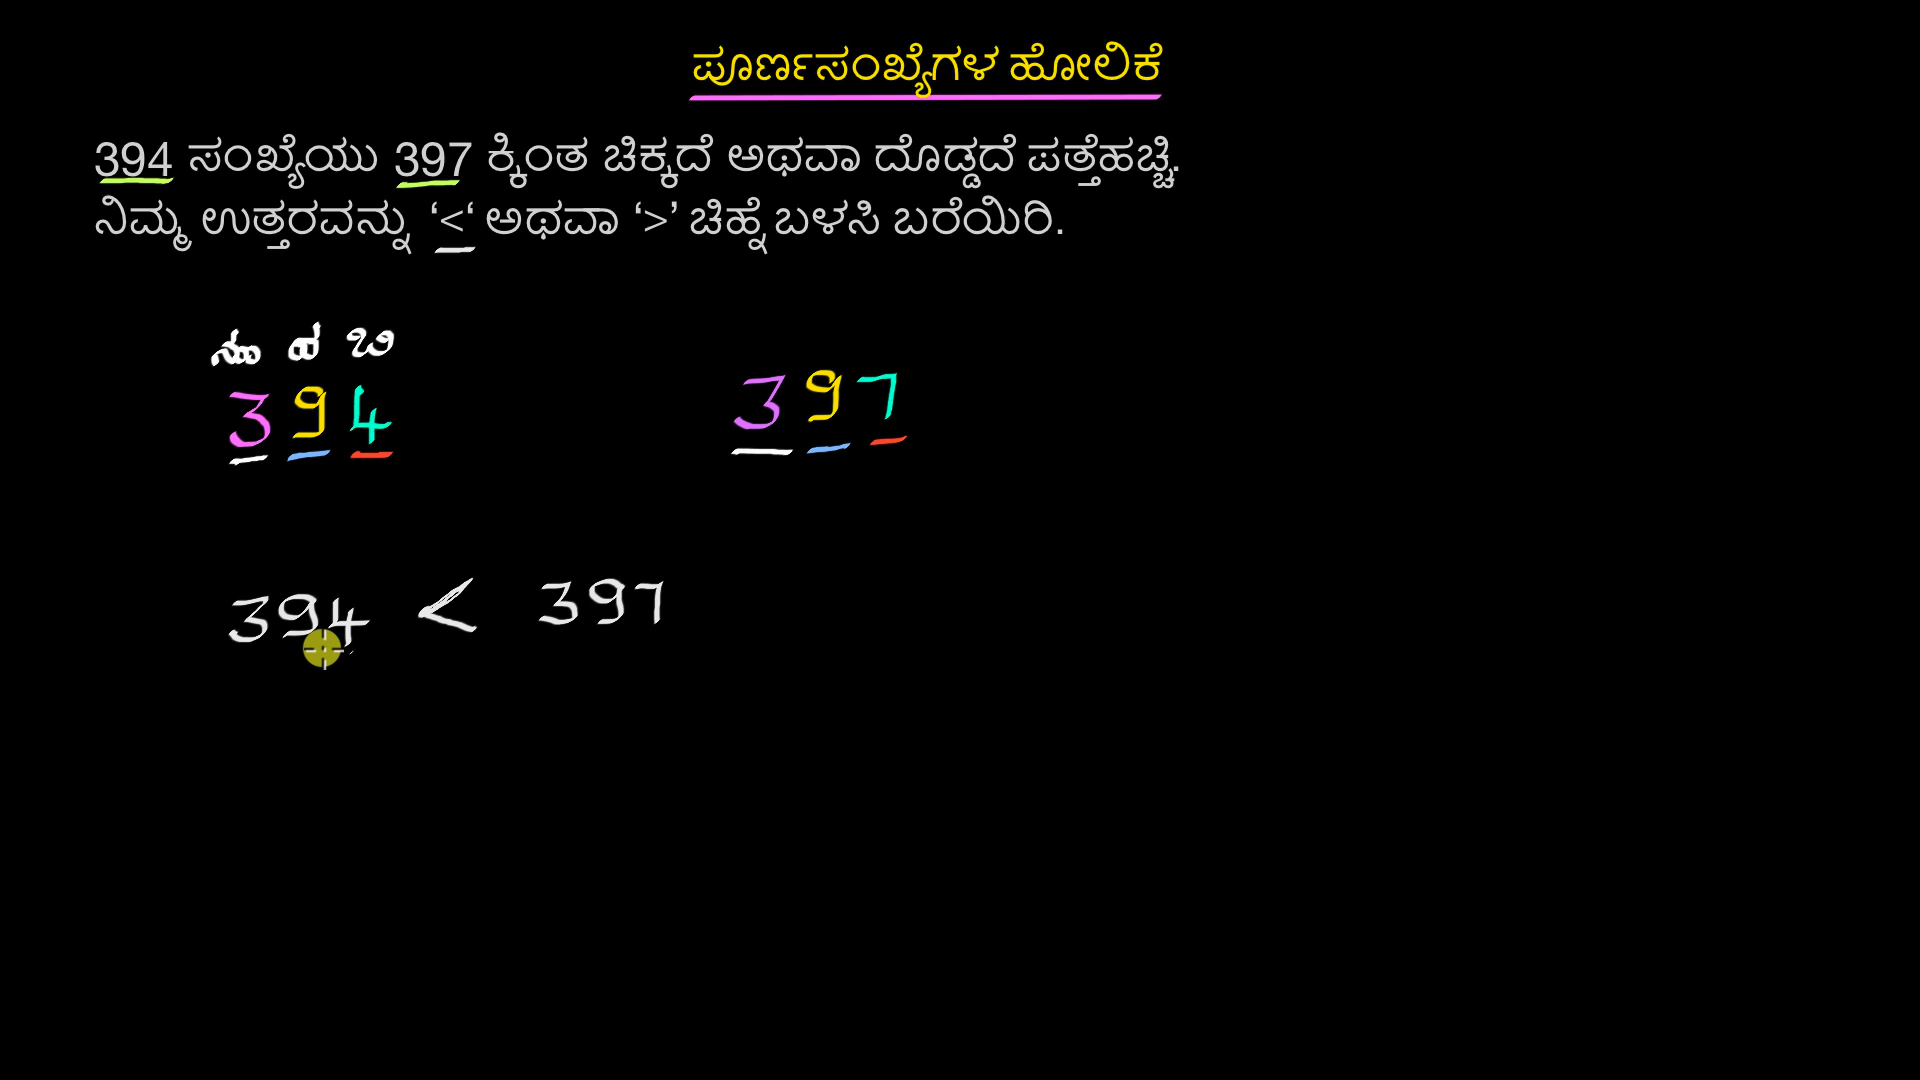 ಪೂರ್ಣಸಂಖ್ಯೆಗಳ ಹೋಲಿಕೆ
394 ಸಂಖ್ಯೆಯು 397 ಕ್ಕಿಂತ ಚಿಕ್ಕದೆ ಅಥವಾ ದೊಡ್ಡದೆ ಪತ್ತೆಹಚ್ಚಿ.
ನಿಮ್ಮ ಉತ್ತರವನ್ನು ‘<‘ ಅಥವಾ ‘>’ ಚಿಹ್ನೆ ಬಳಸಿ ಬರೆಯಿರಿ.
ನೂ ಹ ಬಿ
394 397
394 < 397